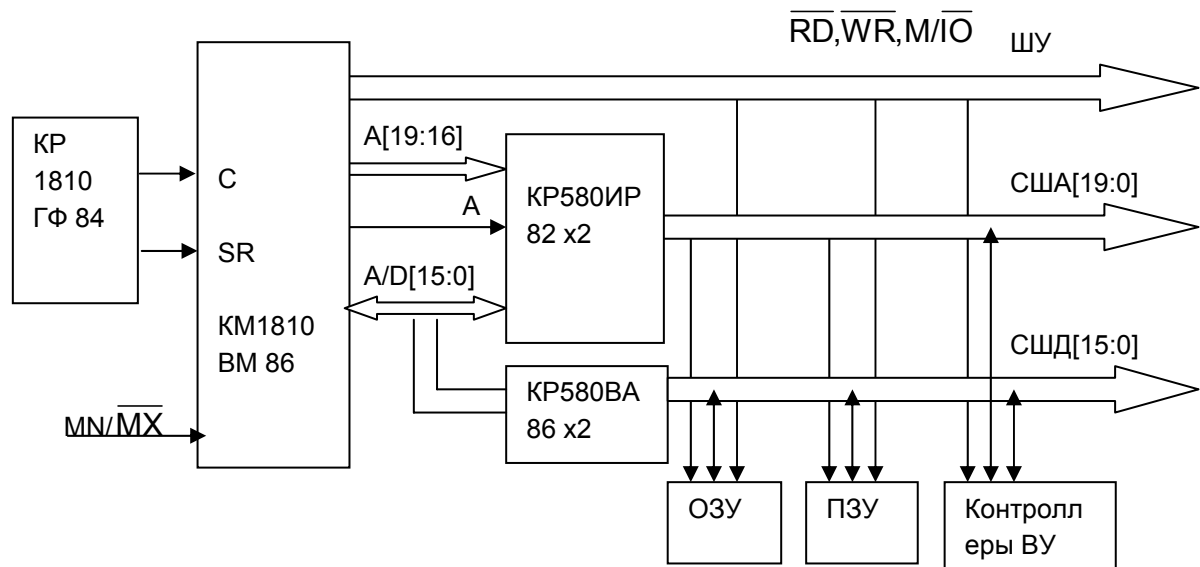 RD,WR,M/IO
ШУ
КР
1810
ГФ 84
C
SR
КМ1810
ВМ 86
MN/MX
A[19:16]
A
A/D[15:0]
КР580ИР
82 х2
КР580ВА
86 х2
США[19:0]
СШД[15:0]
ОЗУ
ПЗУ
Контролл
еры ВУ